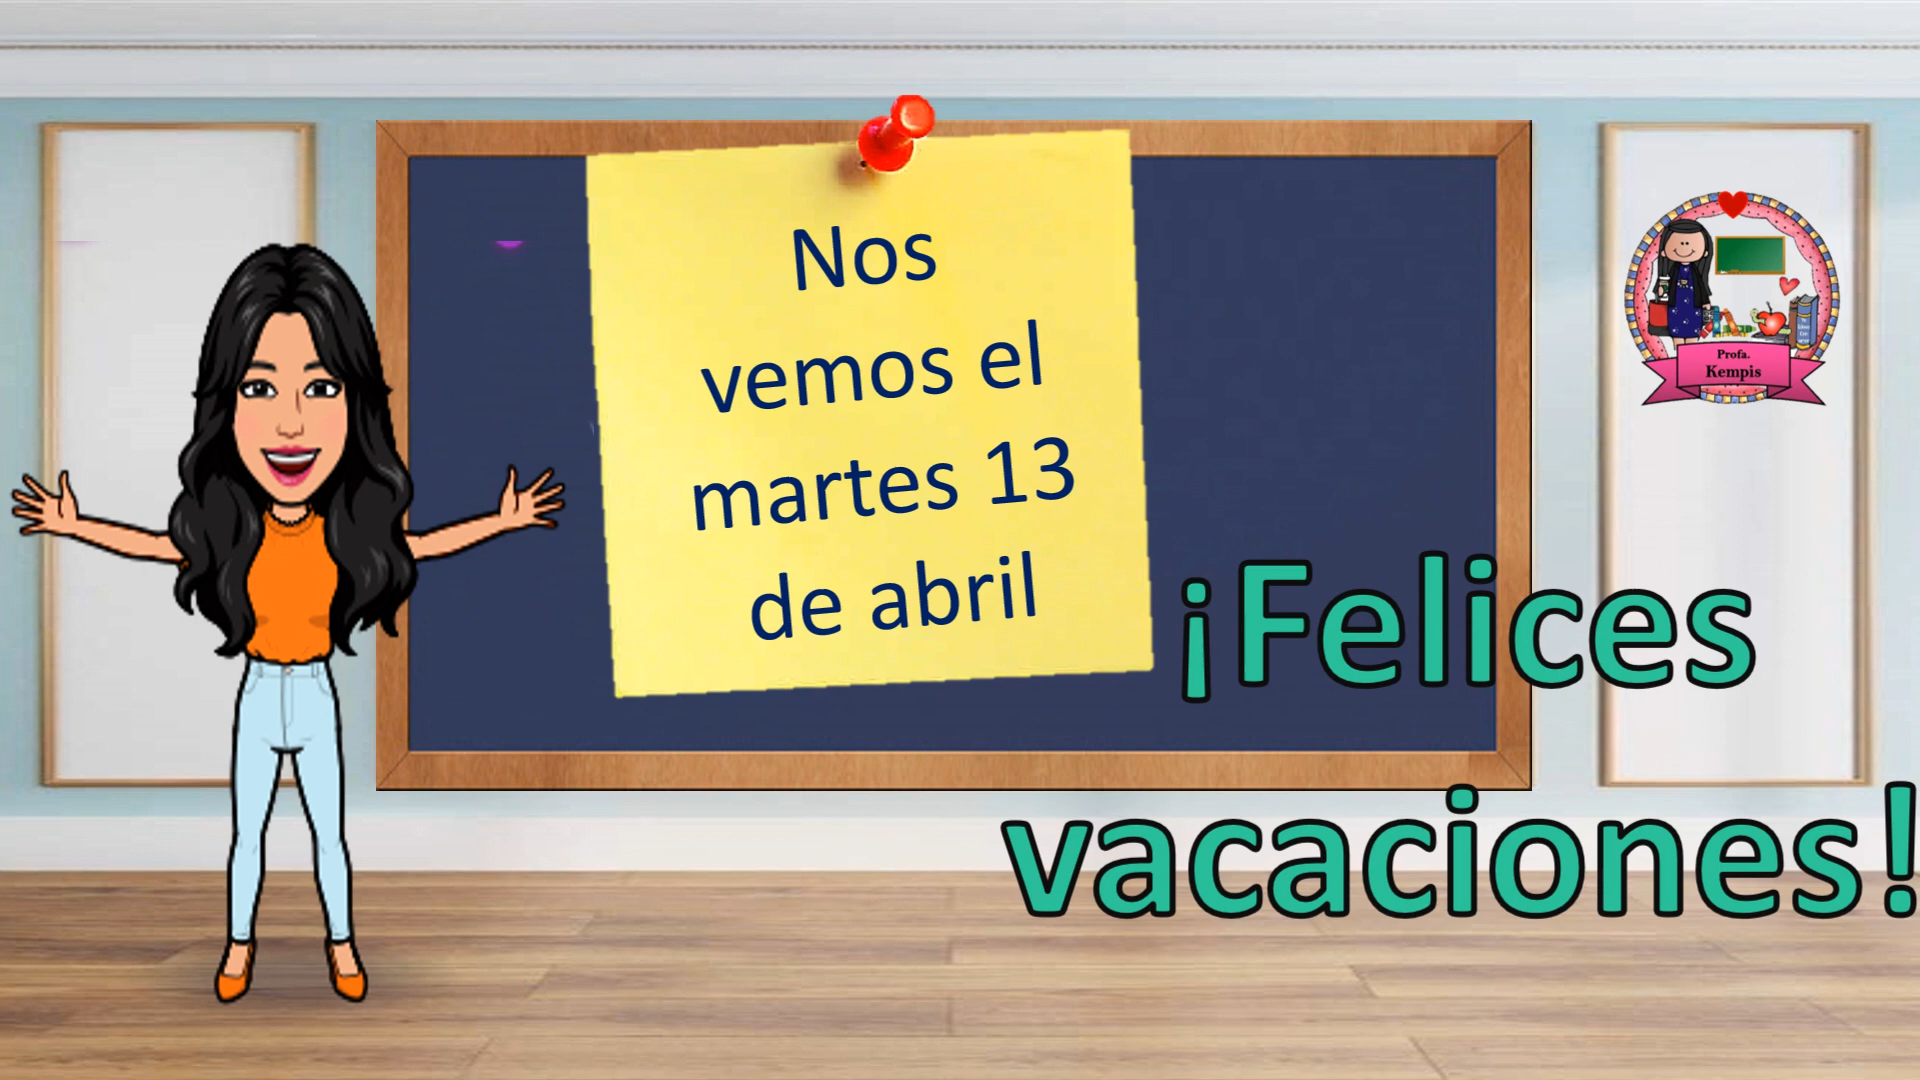 Nos
vemos el
martes 13
de abril
¡Felices
vacaciones!
Profa.
Kempis